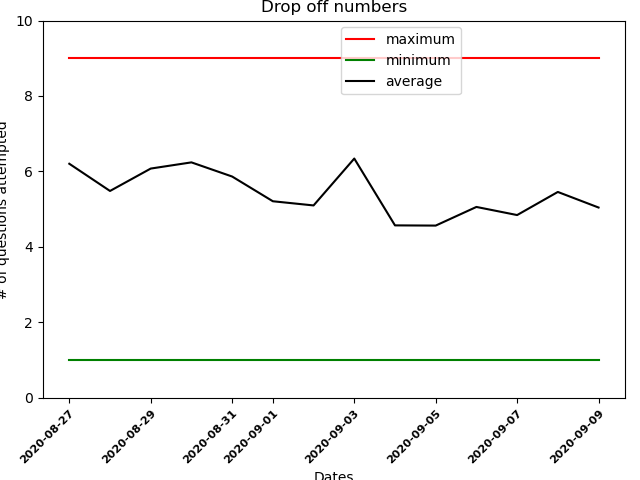 Drop off numbers
10
8
6
4
2
0
# of questions attempted
maximum
minimum
average
2020-08-27
2020-08-29
2020-08-31
2020-09-01
2020-09-03
2020-09-05
2020-09-07
2020-09-09
Dates